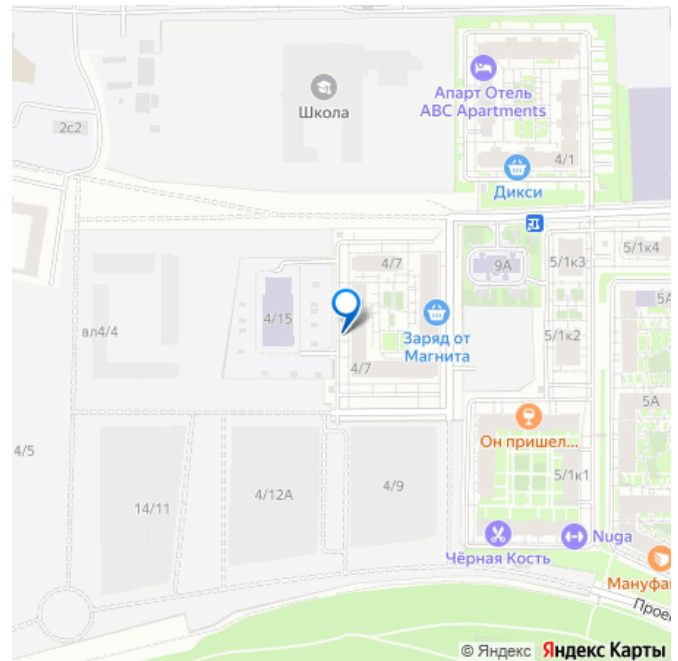 Школа
Апарт Отель
ABC Apartments
2с2
4/1
Дикси
5/1к4
4/7
9А
5/1к3
5А
4/15
вл4/4
Заряд от
Магнита
5/1к2
4/7
5А
Он пришел...
4/5
4/9
5/1к1
4/12А
14/11
Nuga
Чёрная Кость
Мануфа
Прое
© Яндекс Яндекс Карты